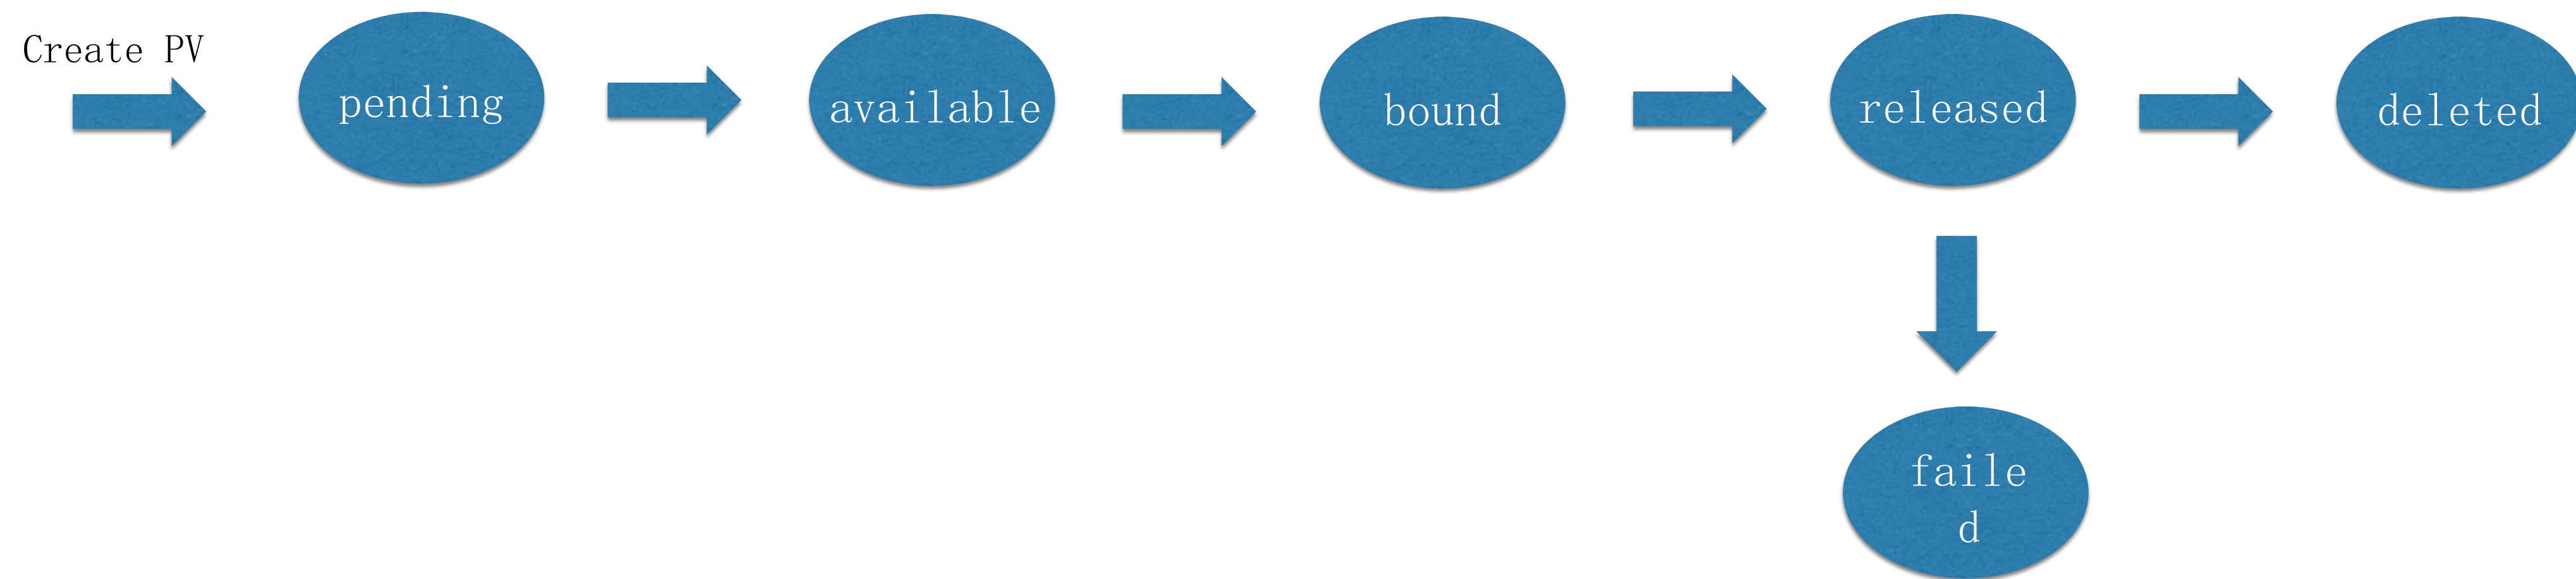 Create PV
pending
available
bound
released
deleted
faile
d